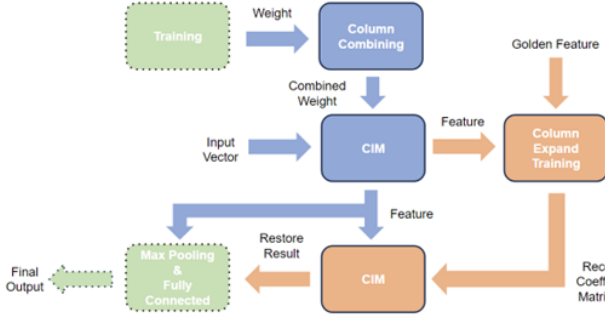 Weight
Training
Column
Combining
Golden Feature
Combined
Weight
Feature
Input
Vector
CIM
Column
Expand
Training
Feature
Restore
Result
Final
Output
Max Pooling
&
Fully
Connected
CIM
Matri